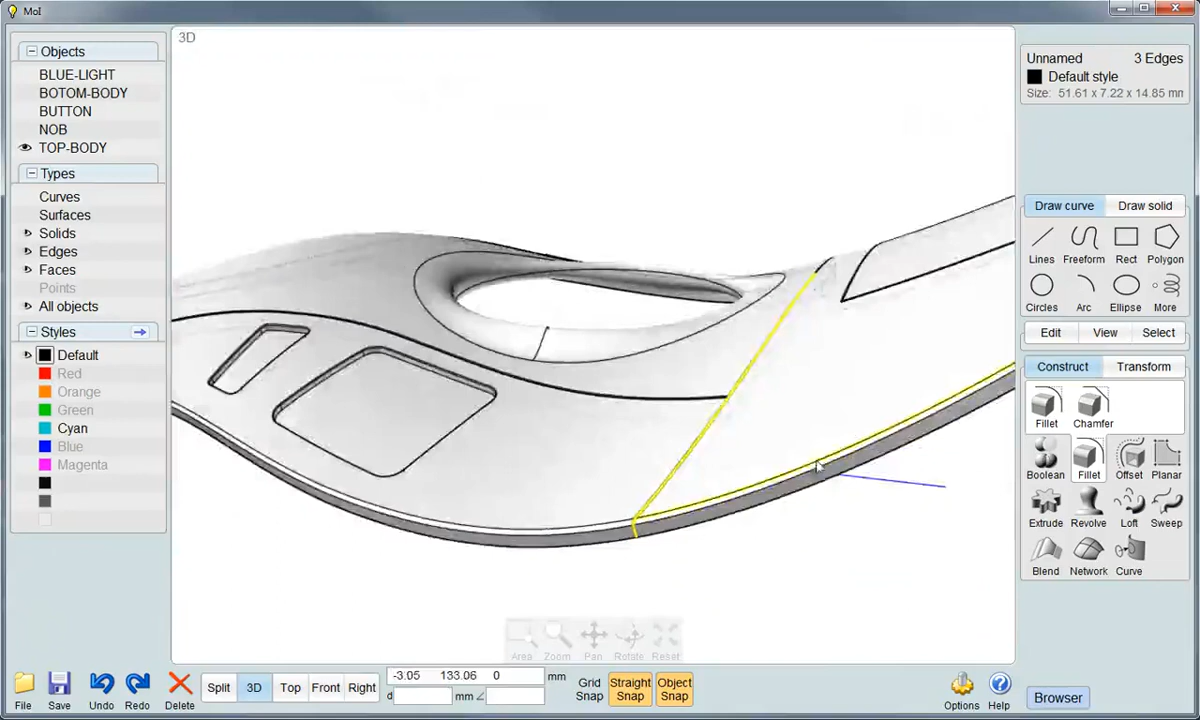 MoI
Objects
BLUE-LIGHT
BOTOM-BODY
BUTTON
NOB
TOP-BODY
Types
Curves
Surfaces
Solids
Edges
Faces
Points
All objects
Styles
Default
Red
Orange
Green
Cyan
Blue
Magenta
3D
Unnamed 3 Edges
Default style
Size: 51.61 x 7.22 x 14.85 mm
Draw curve Draw solid
Lines Freeform Rect Polygon
Circles Arc Ellipse More
Edit View Select
Construct Transform
Fillet Chamfer
Boolean Fillet Offset Planar
Extrude Revolve Loft Sweep
Blend Network Curve
Area Zoom Pan Rotate Reset
File Save Undo Redo Delete
Split 3D Top Front Right
-3.05 133.06 0 mm
d mm ∠
Grid Snap
Straight Snap
Object Snap
Options Help
Browser